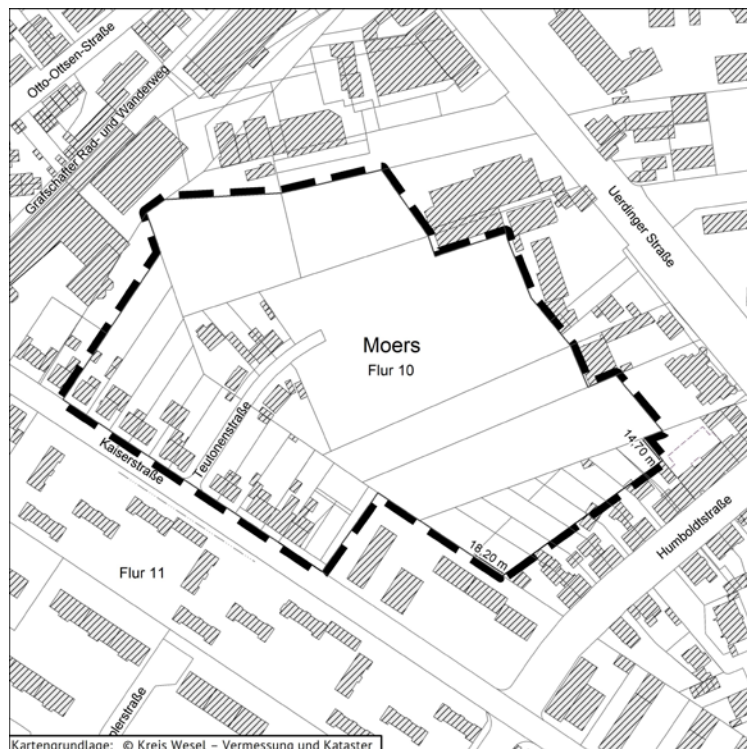 Otto-Ottsen-Straße
Grafschafter Rad- und Wanderweg
Uerdinger Straße
Moers
Flur 10
Teutonenstraße
Kaiserstraße
14,70 m
18,20 m
Humboldtstraße
Flur 11
lerstraße
Kartengrundlage: © Kreis Wesel – Vermessung und Kataster